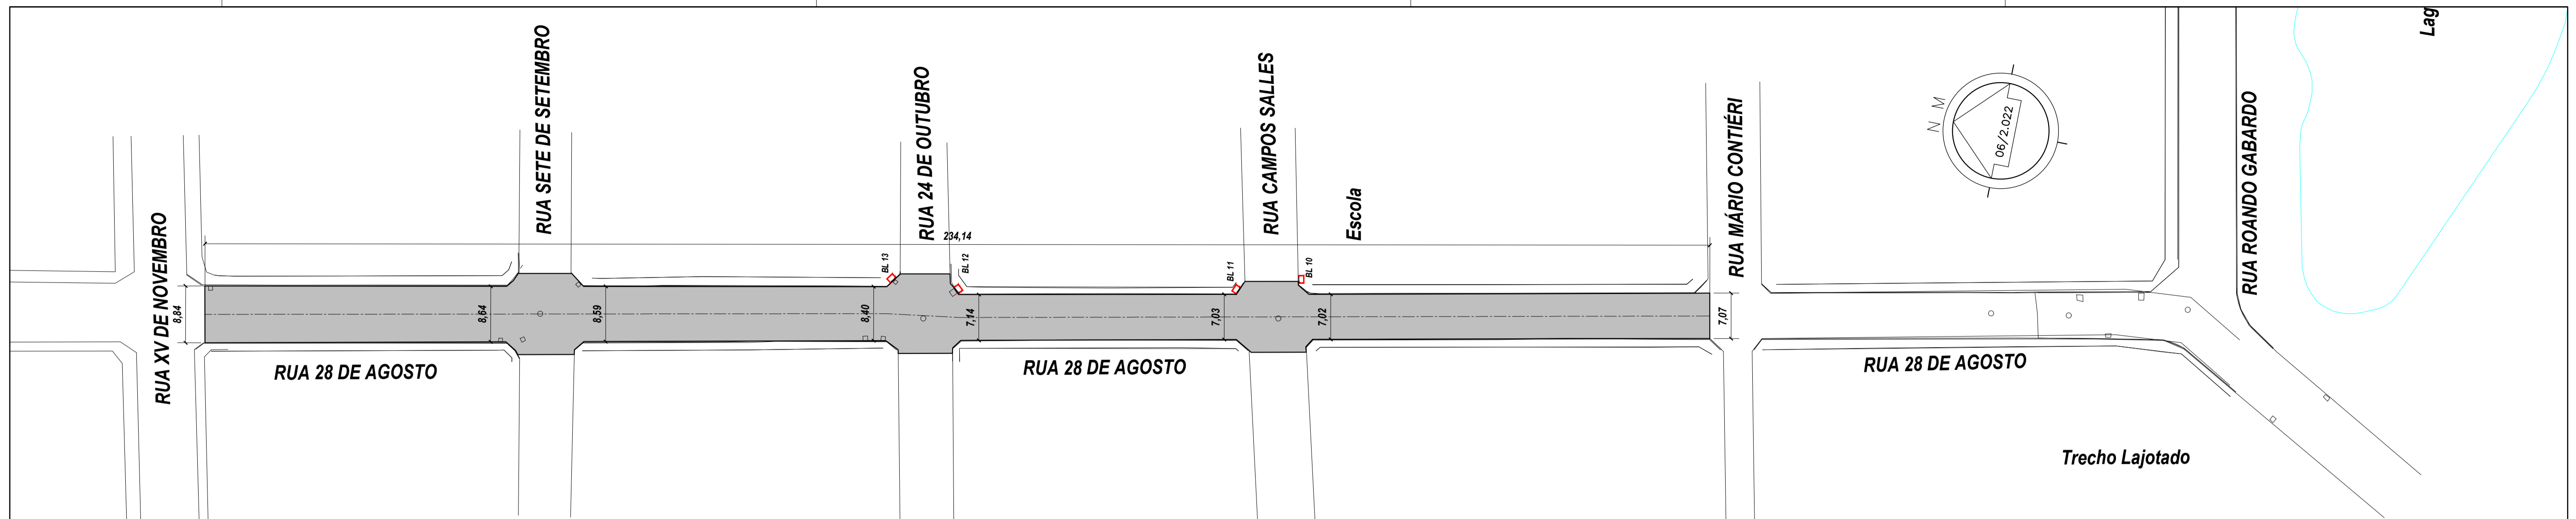 Lag
RUA SETE DE SETEMBRO
RUA 24 DE OUTUBRO
RUA CAMPOS SALLES
Escola
RUA MÁRIO CONTIÉRI
N M
06/2.022
RUA ROANDO GABARDO
RUA XV DE NOVEMBRO
234,14
BL 13
BL 12
BL 11
BL 10
8,84
8,64
8,59
8,40
7,14
7,03
7,02
7,07
RUA 28 DE AGOSTO
RUA 28 DE AGOSTO
RUA 28 DE AGOSTO
Trecho Lajotado